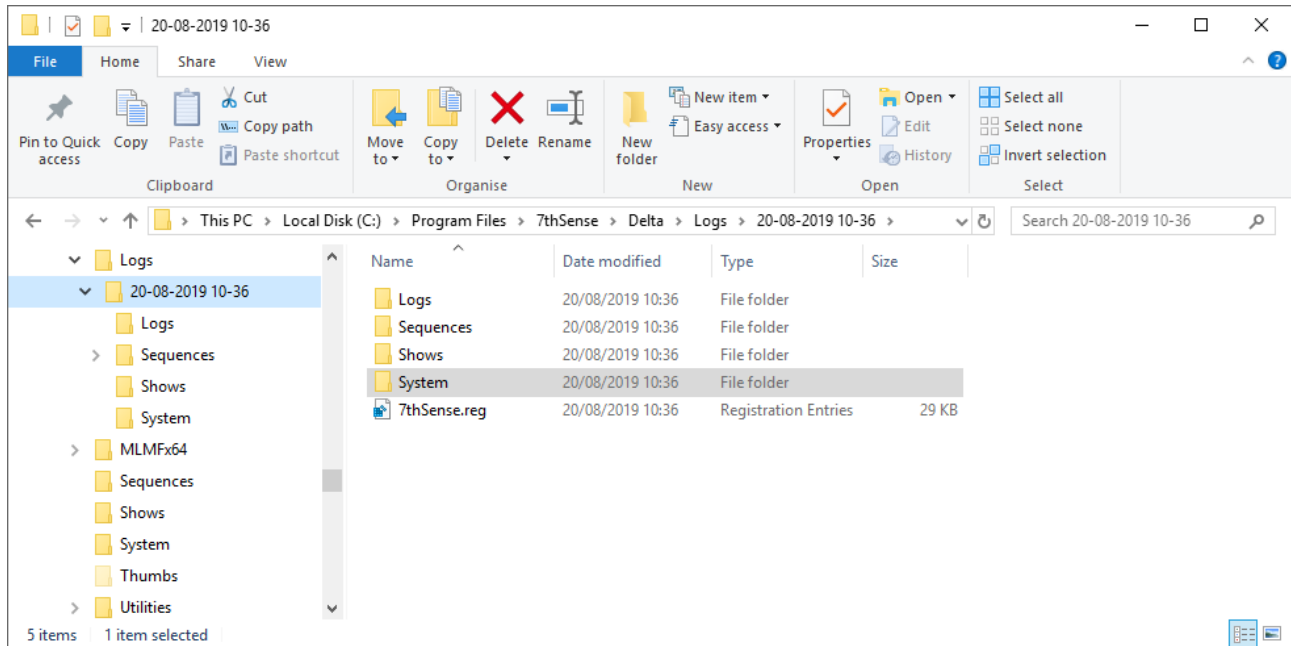 20-08-2019 10-36
File Home Share View
Pin to Quick access
Copy
Paste
Cut
Copy path
Paste shortcut
Clipboard
Move to
Copy to
Delete
Rename
Organise
New folder
New item
Easy access
New
Properties
Open
Edit
History
Open
Select all
Select none
Invert selection
Select
This PC > Local Disk (C:) > Program Files > 7thSense > Delta > Logs > 20-08-2019 10-36 >
Search 20-08-2019 10-36
Logs
20-08-2019 10-36
Logs
Sequences
Shows
System
MLMFx64
Sequences
Shows
System
Thumbs
Utilities
Name Date modified Type Size
Logs 20/08/2019 10:36 File folder
Sequences 20/08/2019 10:36 File folder
Shows 20/08/2019 10:36 File folder
System 20/08/2019 10:36 File folder
7thSense.reg 20/08/2019 10:36 Registration Entries 29 KB
5 items 1 item selected